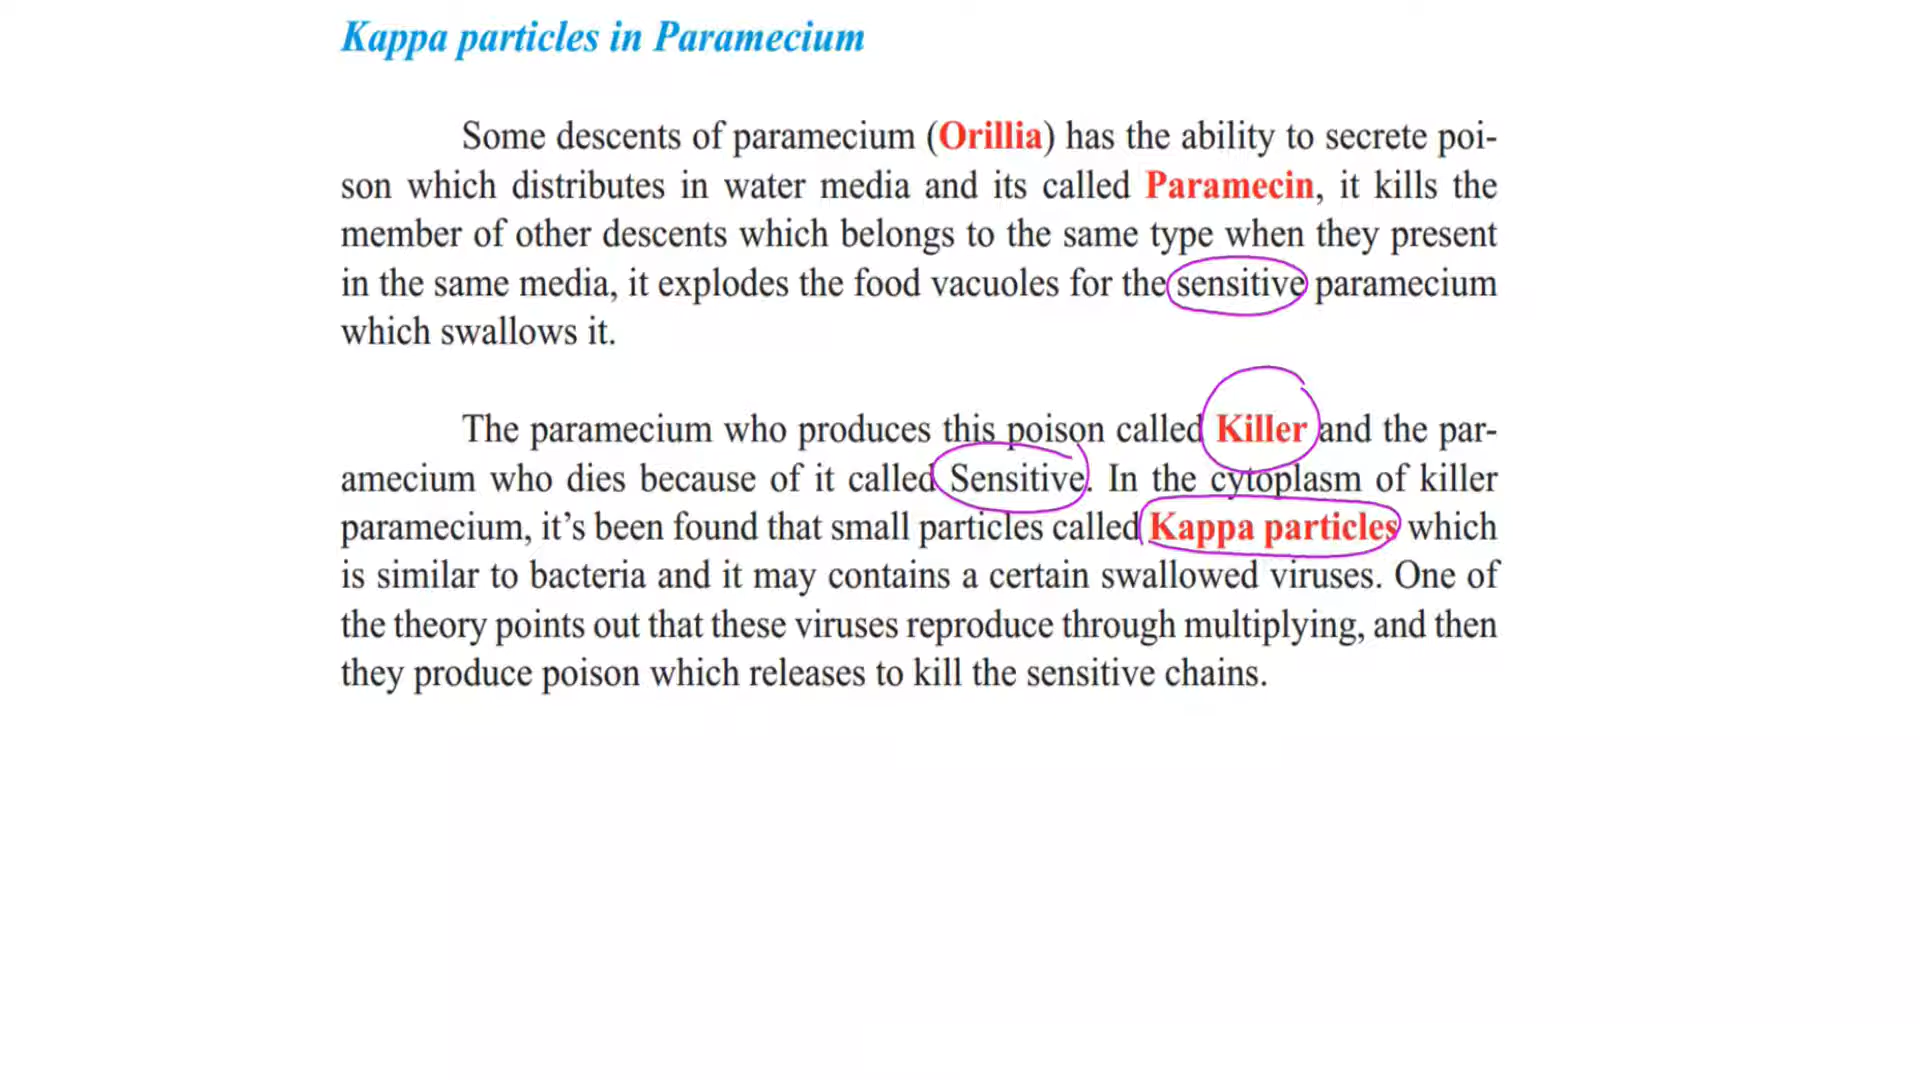 Kappa particles in Paramecium
Some descents of paramecium (Orillia) has the ability to secrete poi-
son which distributes in water media and its called Paramecin, it kills the
member of other descents which belongs to the same type when they present
in the same media, it explodes the food vacuoles for the sensitive paramecium
which swallows it.
The paramecium who produces this poison called Killer and the par-
amecium who dies because of it called Sensitive. In the cytoplasm of killer
paramecium, it’s been found that small particles called Kappa particles which
is similar to bacteria and it may contains a certain swallowed viruses. One of
the theory points out that these viruses reproduce through multiplying, and then
they produce poison which releases to kill the sensitive chains.